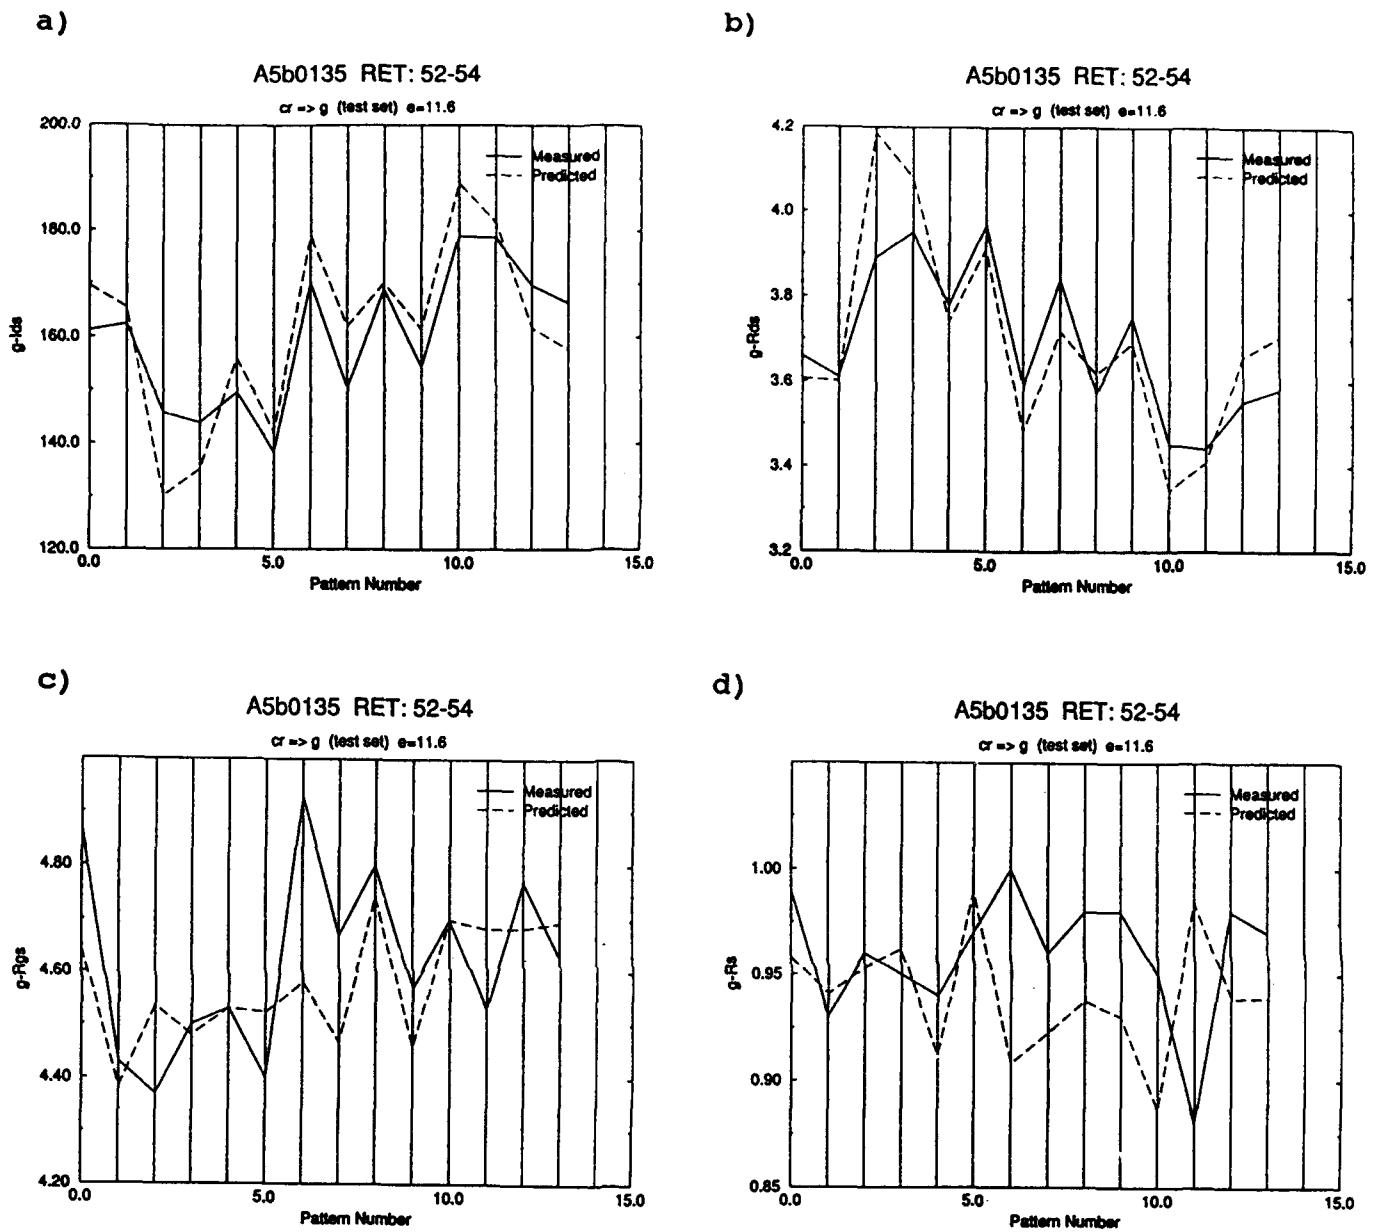 a)
A5b0135 RET: 52-54
cr => g (test set) e=11.6
200.0
180.0
160.0
140.0
120.0
g-Ids
Measured
Predicted
0.0 5.0 10.0 15.0
Pattern Number
b)
A5b0135 RET: 52-54
cr => g (test set) e=11.6
4.2
4.0
3.8
3.6
3.4
3.2
g-Rds
Measured
Predicted
0.0 5.0 10.0 15.0
Pattern Number
c)
A5b0135 RET: 52-54
cr => g (test set) e=11.6
4.80
4.60
4.40
4.20
g-Rgs
Measured
Predicted
0.0 5.0 10.0 15.0
Pattern Number
d)
A5b0135 RET: 52-54
cr => g (test set) e=11.6
1.00
0.95
0.90
0.85
g-Rs
Measured
Predicted
0.0 5.0 10.0 15.0
Pattern Number